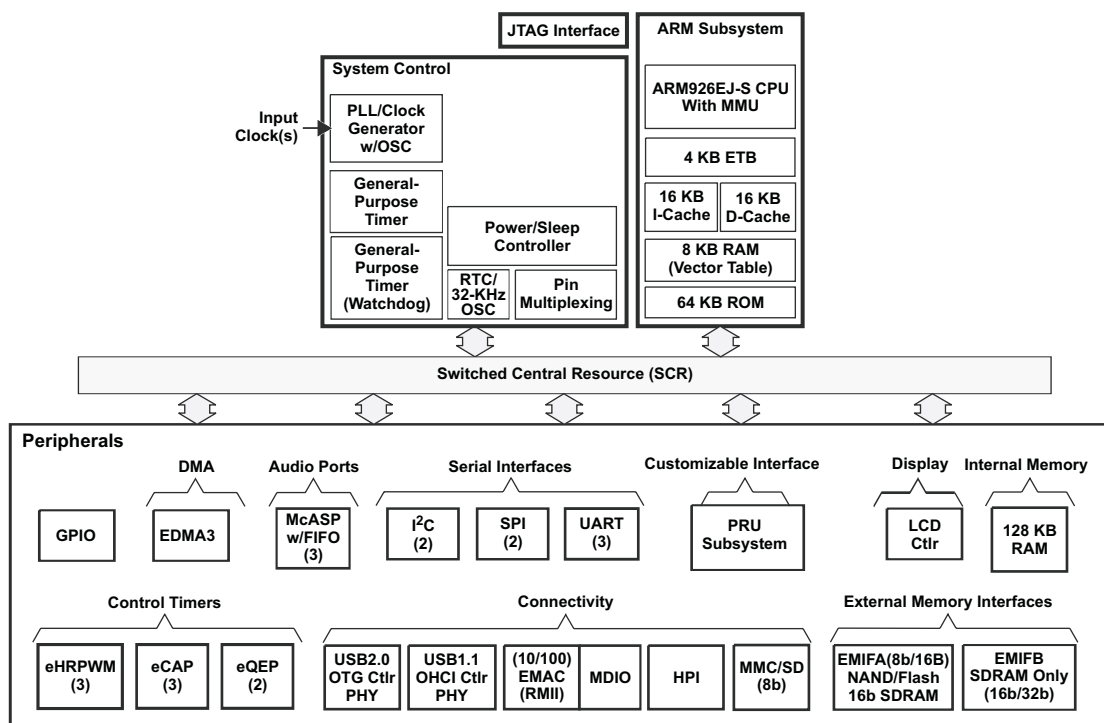 JTAG Interface
ARM Subsystem
System Control
ARM926EJ-S CPU
With MMU
Input
Clock(s)
PLL/Clock
Generator
w/OSC
4 KB ETB
General-
Purpose
Timer
16 KB
I-Cache
16 KB
D-Cache
Power/Sleep
Controller
General-
Purpose
Timer
(Watchdog)
8 KB RAM
(Vector Table)
RTC/
32-KHz
OSC
Pin
Multiplexing
64 KB ROM
Switched Central Resource (SCR)
Peripherals
DMA
Audio Ports
Serial Interfaces
Customizable Interface
Display
Internal Memory
GPIO
EDMA3
McASP
w/FIFO
(3)
I²C
(2)
SPI
(2)
UART
(3)
PRU
Subsystem
LCD
Ctlr
128 KB
RAM
Control Timers
Connectivity
External Memory Interfaces
eHRPWM
(3)
eCAP
(3)
eQEP
(2)
USB2.0
OTG Ctlr
PHY
USB1.1
OHCI Ctlr
PHY
(10/100)
EMAC
(RMII)
MDIO
HPI
MMC/SD
(8b)
EMIFA(8b/16B)
NAND/Flash
16b SDRAM
EMIFB
SDRAM Only
(16b/32b)